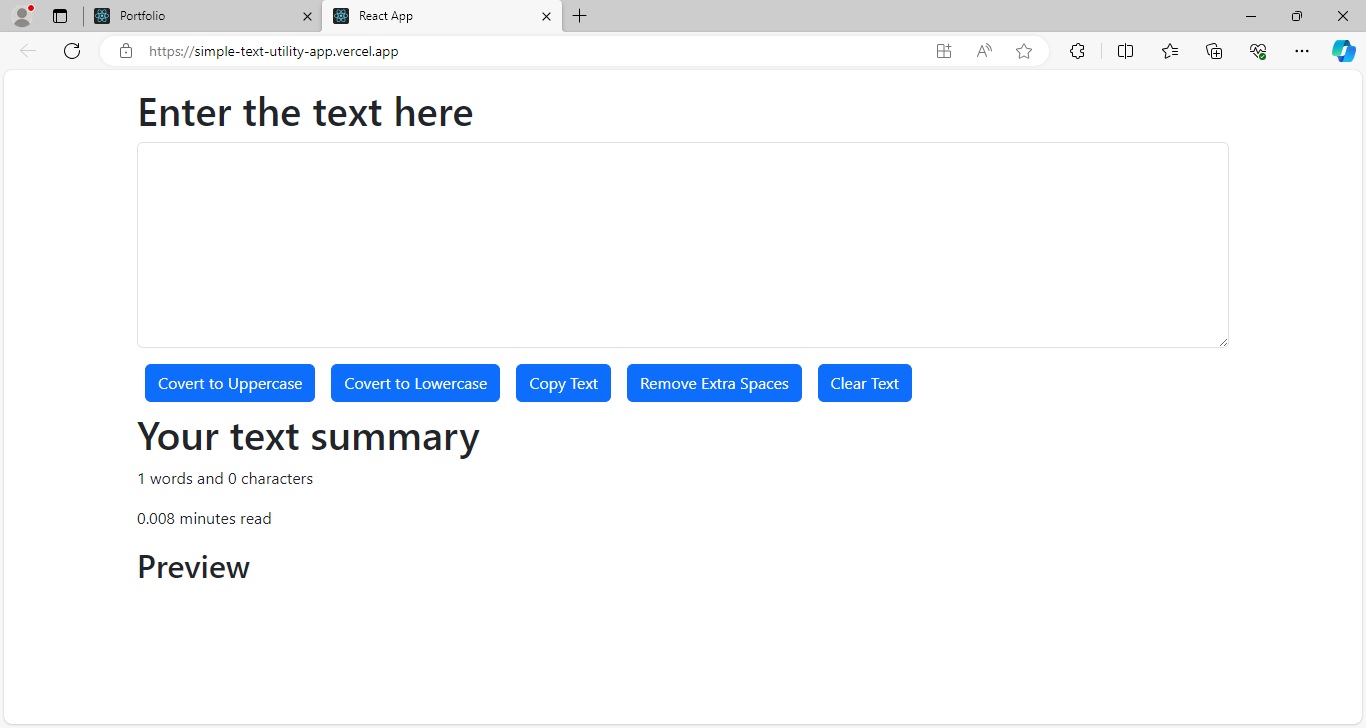 Portfolio
React App
https://simple-text-utility-app.vercel.app
Enter the text here
Covert to Uppercase Covert to Lowercase Copy Text Remove Extra Spaces Clear Text
Your text summary
1 words and 0 characters
0.008 minutes read
Preview